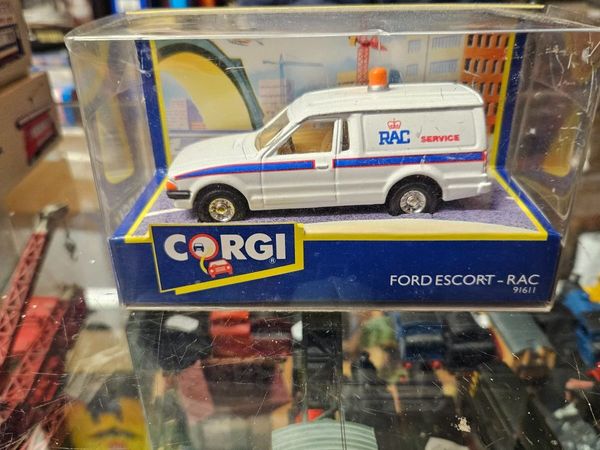 RAC SERVICE
CORGI®
FORD ESCORT - RAC
91611